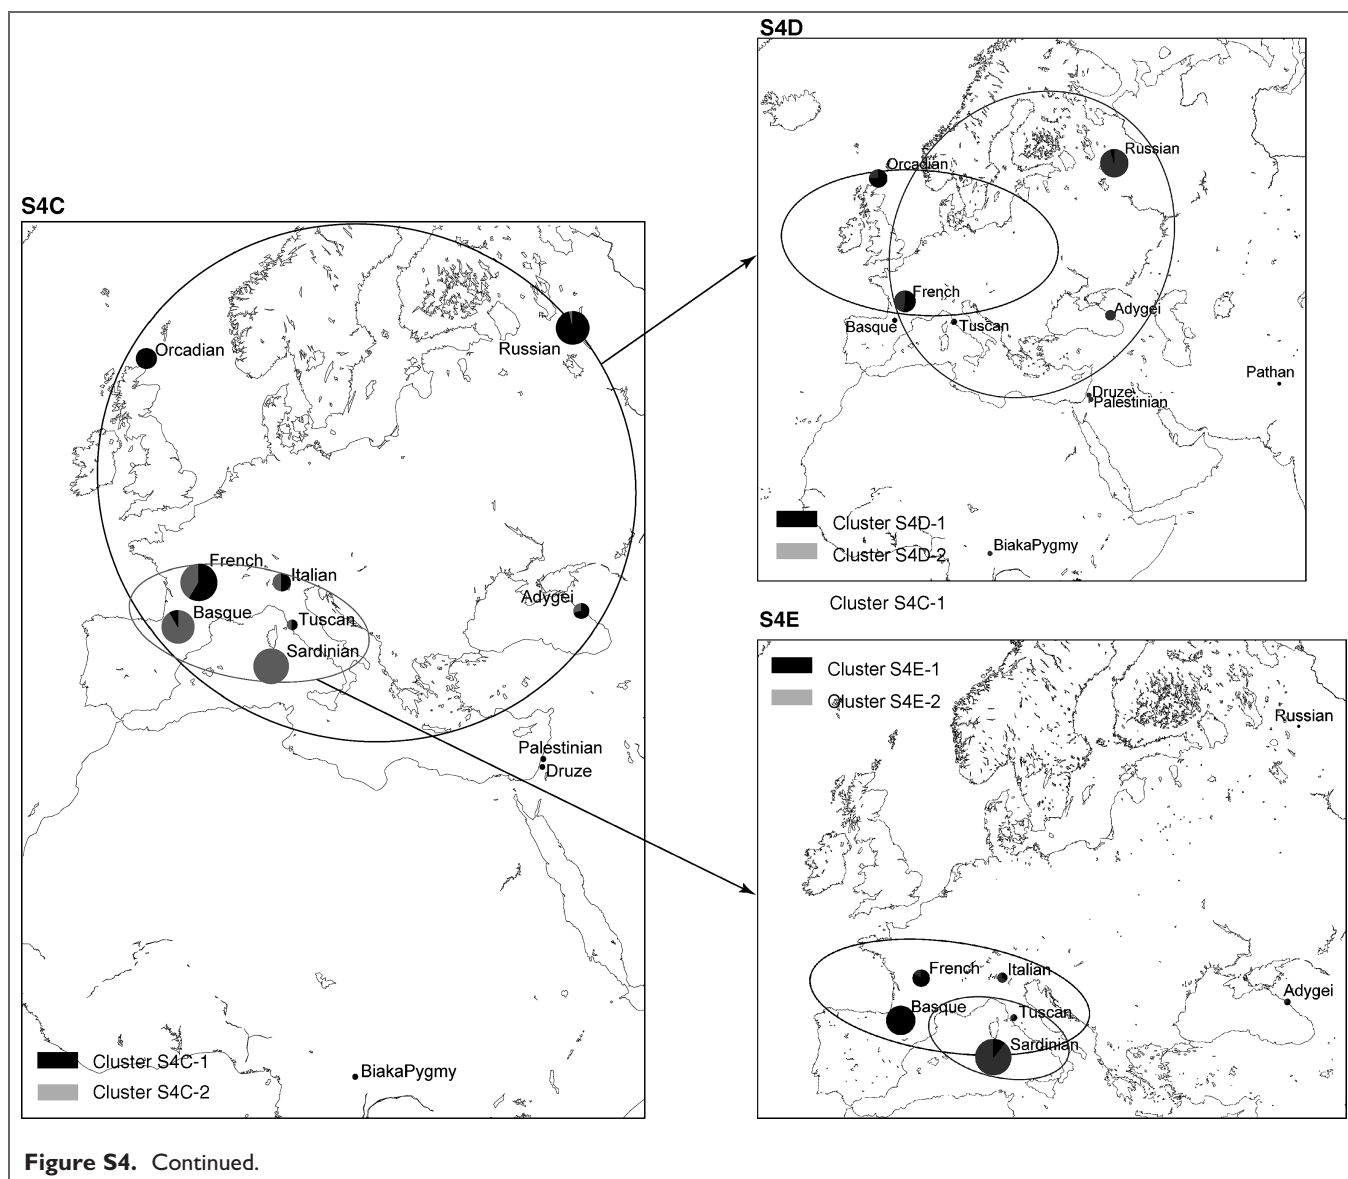 S4C
Orcadian
Russian
French
Italian
Basque
Tuscan
Sardinian
Adygei
Palestinian
Druze
BiakaPygmy
Cluster S4C-1
Cluster S4C-2
S4D
Orcadian
Russian
French
Basque
Tuscan
Adygei
Pathan
Druze
Palestinian
BiakaPygmy
Cluster S4D-1
Cluster S4D-2
Cluster S4C-1
S4E
Cluster S4E-1
Cluster S4E-2
Russian
French
Italian
Basque
Tuscan
Sardinian
Adygei
Figure S4. Continued.